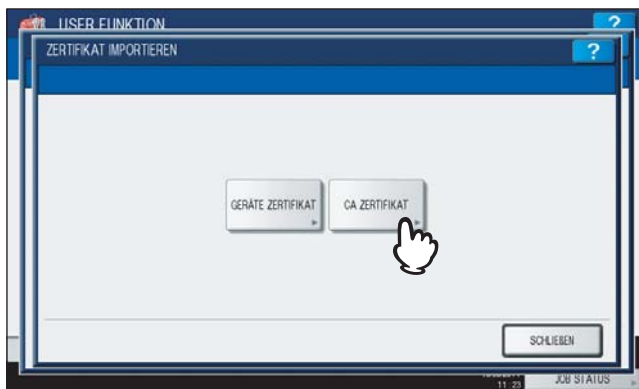 USER FUNKTION
?
ZERTIFIKAT IMPORTIEREN
?
GERÄTE ZERTIFIKAT
CA ZERTIFIKAT
SCHLIEßEN
11:23
JOB STATUS